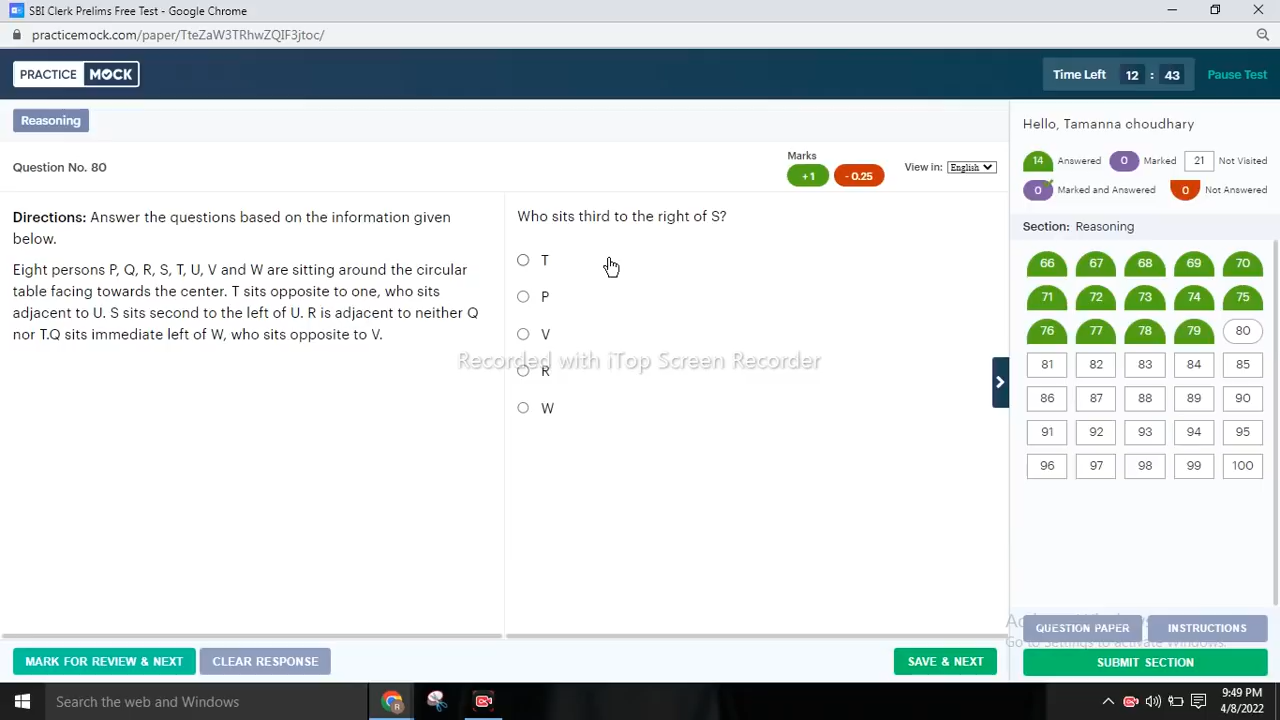 SBI Clerk Prelims Free Test - Google Chrome
practicemock.com/paper/TteZaW3TRhwZQIF3jtoc/
PRACTICE MOCK
Time Left 12 : 43 Pause Test
Reasoning
Hello, Tamanna choudhary
Question No. 80
Marks
+ 1 - 0.25
View in: English
14 Answered 0 Marked 21 Not Visited
0 Marked and Answered 0 Not Answered
Directions: Answer the questions based on the information given
below.
Eight persons P, Q, R, S, T, U, V and W are sitting around the circular
table facing towards the center. T sits opposite to one, who sits
adjacent to U. S sits second to the left of U. R is adjacent to neither Q
nor T.Q sits immediate left of W, who sits opposite to V.
Who sits third to the right of S?
T
P
V
R
W
Recorded with iTop Screen Recorder
Section: Reasoning
66 67 68 69 70
71 72 73 74 75
76 77 78 79 80
81 82 83 84 85
86 87 88 89 90
91 92 93 94 95
96 97 98 99 100
QUESTION PAPER INSTRUCTIONS
Go to Settings to activate Windows.
MARK FOR REVIEW & NEXT CLEAR RESPONSE SAVE & NEXT SUBMIT SECTION
Search the web and Windows
9:49 PM
4/8/2022